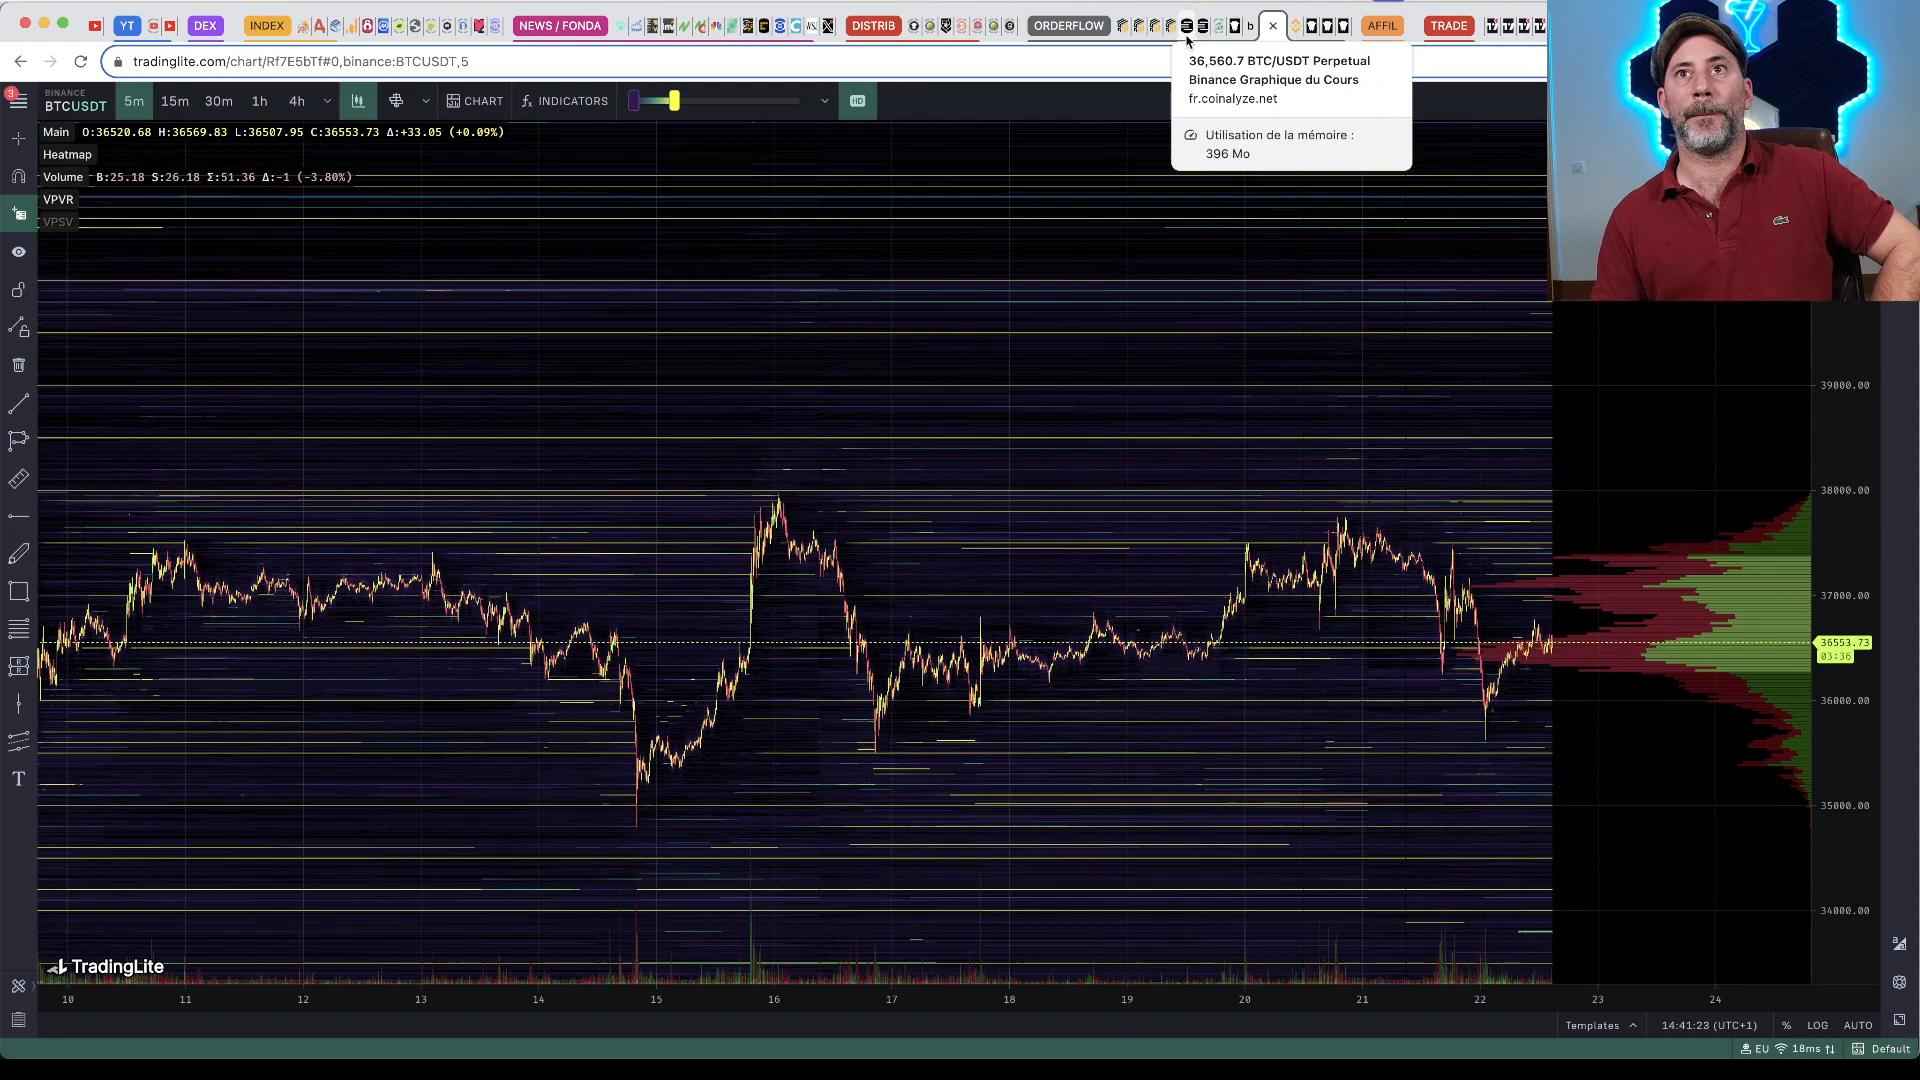 YT
DEX
INDEX
NEWS / FONDA
DISTRIB
ORDERFLOW
b
AFFIL
TRADE
tradinglite.com/chart/Rf7E5bTf#0,binance:BTCUSDT,5
36,560.7 BTC/USDT Perpetual
Binance Graphique du Cours
fr.coinalyze.net
Utilisation de la mémoire :
396 Mo
3
BINANCE
BTCUSDT
5m
15m
30m
1h
4h
CHART
fx INDICATORS
HD
Main O:36520.68 H:36569.83 L:36507.95 C:36553.73 Δ:+33.05 (+0.09%)
Heatmap
Volume B:25.18 S:26.18 Σ:51.36 Δ:-1 (-3.80%)
VPVR
VPSV
39000.00
38000.00
37000.00
36553.73
03:36
36000.00
35000.00
34000.00
T
TradingLite
10 11 12 13 14 15 16 17 18 19 20 21 22 23 24
Templates 14:41:23 (UTC+1) % LOG AUTO
EU 18ms Default